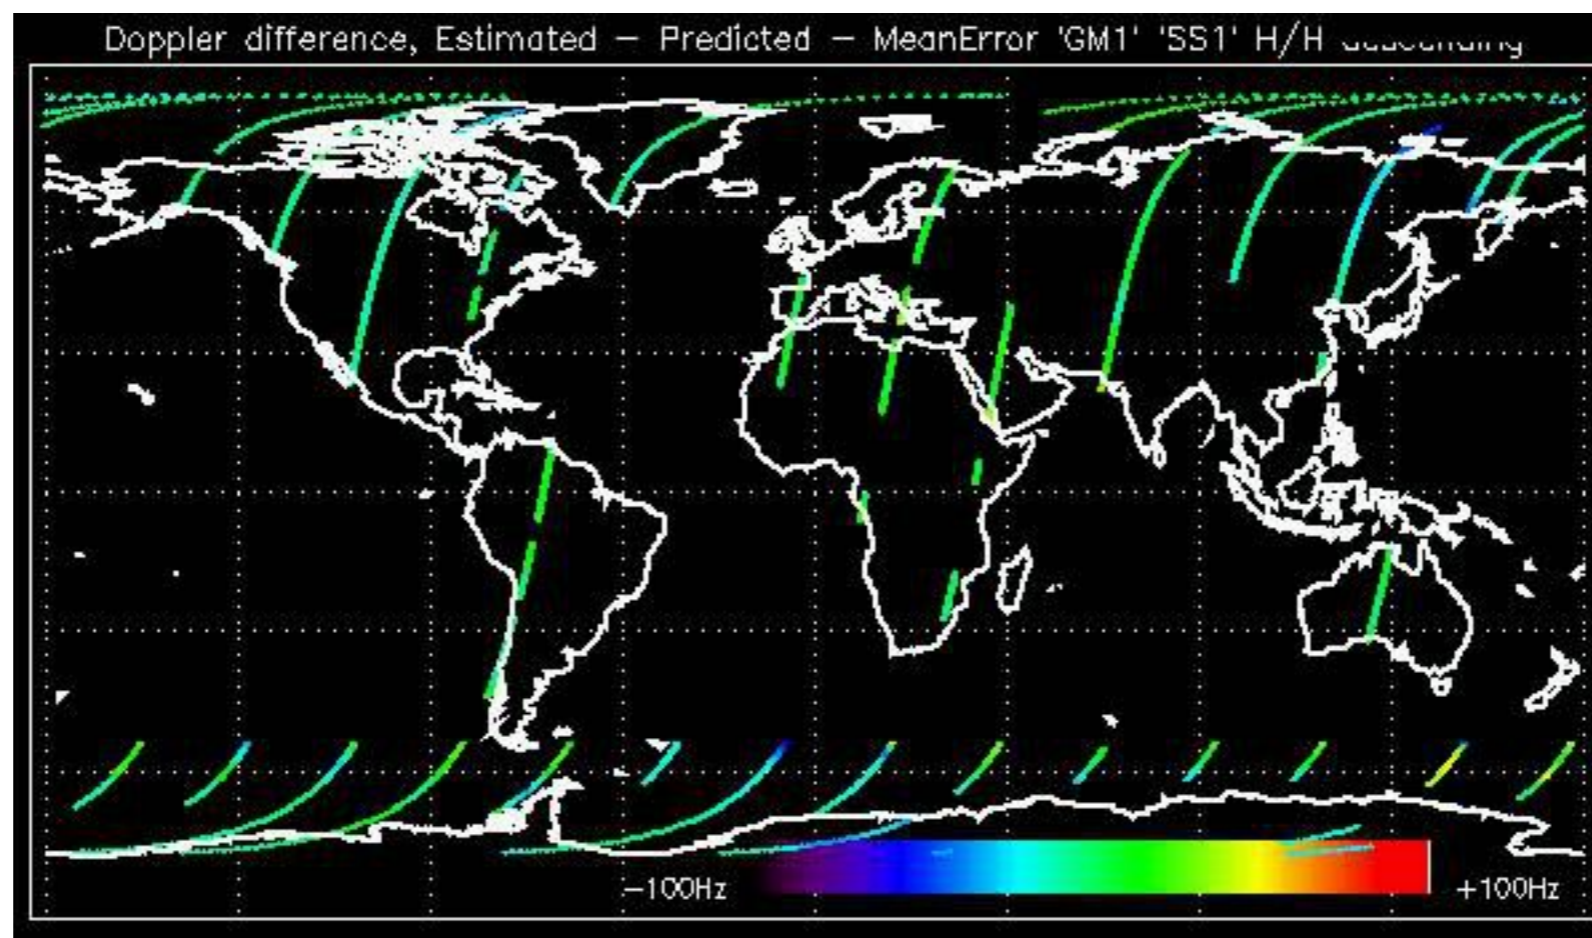 Doppler difference, Estimated – Predicted – MeanError 'GM1' 'SS1' H/H
-100Hz
+100Hz